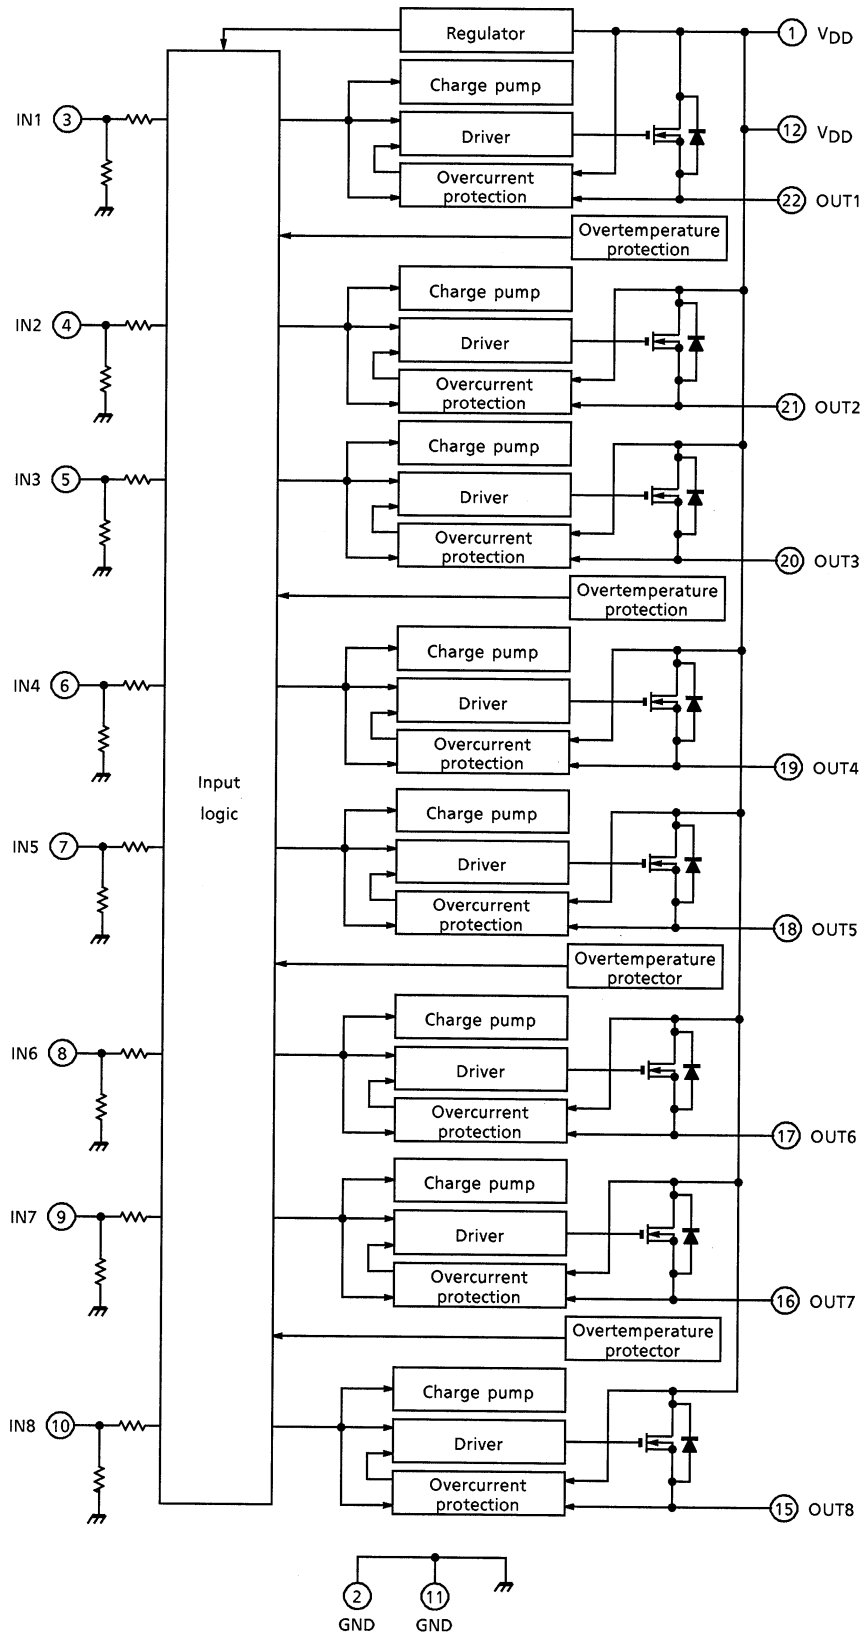 Regulator
1 VDD
Charge pump
IN1 3
Driver
12 VDD
Overcurrent
protection
22 OUT1
Overtemperature
protection
Charge pump
IN2 4
Driver
Overcurrent
protection
21 OUT2
Charge pump
IN3 5
Driver
Overcurrent
protection
20 OUT3
Overtemperature
protection
Charge pump
IN4 6
Driver
Overcurrent
protection
19 OUT4
Input
logic
Charge pump
IN5 7
Driver
Overcurrent
protection
18 OUT5
Overtemperature
protector
Charge pump
IN6 8
Driver
Overcurrent
protection
17 OUT6
Charge pump
IN7 9
Driver
Overcurrent
protection
16 OUT7
Overtemperature
protector
Charge pump
IN8 10
Driver
Overcurrent
protection
15 OUT8
2 11
GND GND